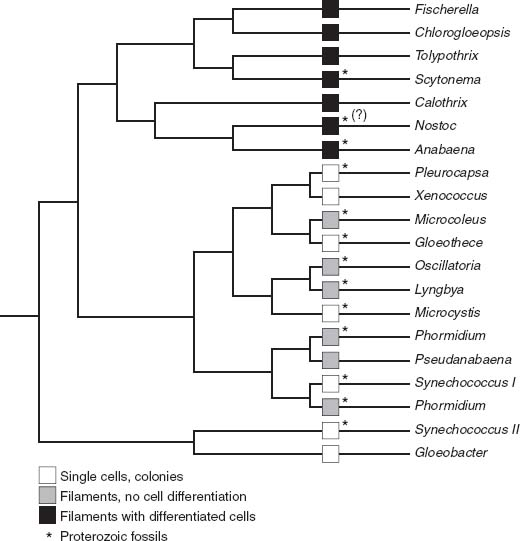 Fischerella
Chlorogloeopsis
Tolypothrix
* Scytonema
Calothrix
* (?) Nostoc
* Anabaena
* Pleurocapsa
Xenococcus
* Microcoleus
* Gloeothece
* Oscillatoria
* Lyngbya
* Microcystis
* Phormidium
Pseudanabaena
* Synechococcus I
* Phormidium
* Synechococcus II
Gloeobacter
Single cells, colonies
Filaments, no cell differentiation
Filaments with differentiated cells
* Proterozoic fossils